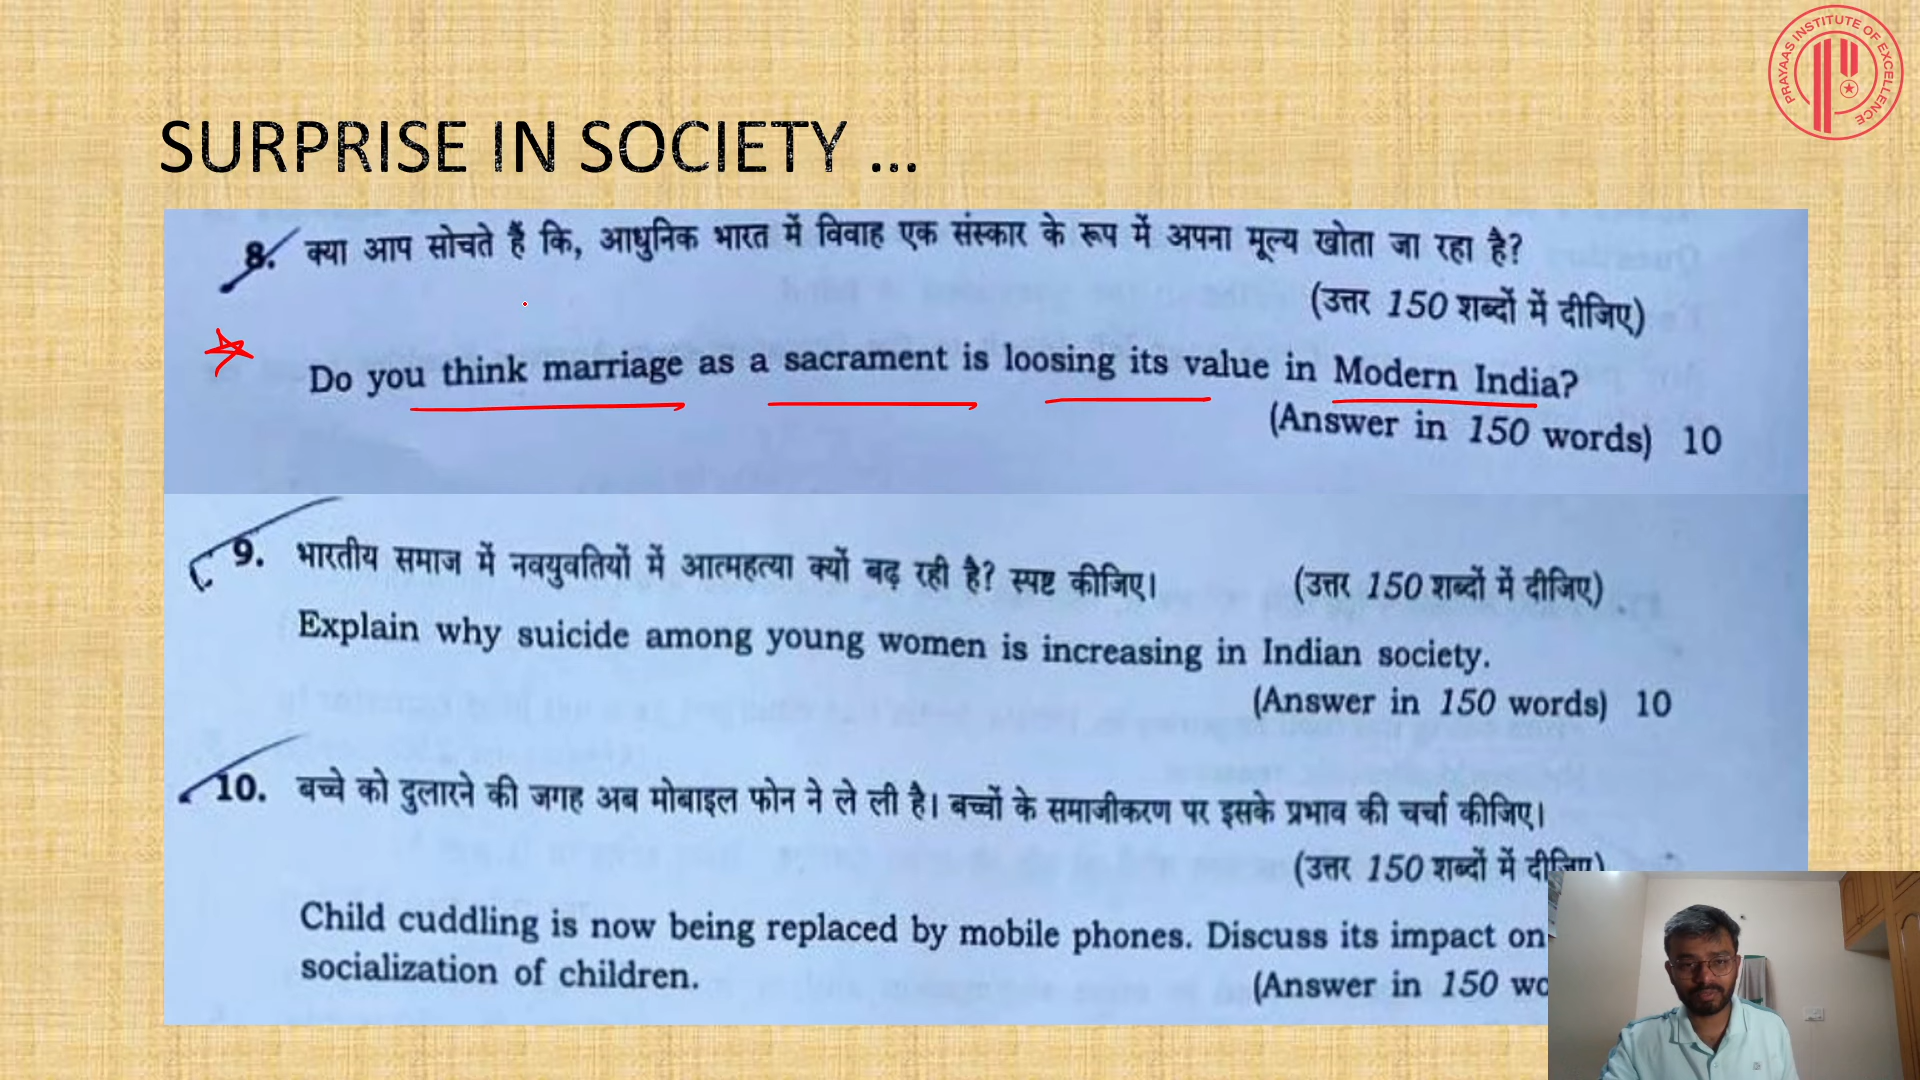 PRAYAAS INSTITUTE OF EXCELLENCE
SURPRISE IN SOCIETY ...
8. क्या आप सोचते हैं कि, आधुनिक भारत में विवाह एक संस्कार के रूप में अपना मूल्य खोता जा रहा है?
(उत्तर 150 शब्दों में दीजिए)
Do you think marriage as a sacrament is loosing its value in Modern India?
(Answer in 150 words) 10
9. भारतीय समाज में नवयुवतियों में आत्महत्या क्यों बढ़ रही है? स्पष्ट कीजिए। (उत्तर 150 शब्दों में दीजिए)
Explain why suicide among young women is increasing in Indian society.
(Answer in 150 words) 10
10. बच्चे को दुलारने की जगह अब मोबाइल फोन ने ले ली है। बच्चों के समाजीकरण पर इसके प्रभाव की चर्चा कीजिए।
(उत्तर 150 शब्दों में दीजिए)
Child cuddling is now being replaced by mobile phones. Discuss its impact on
socialization of children. (Answer in 150 wo